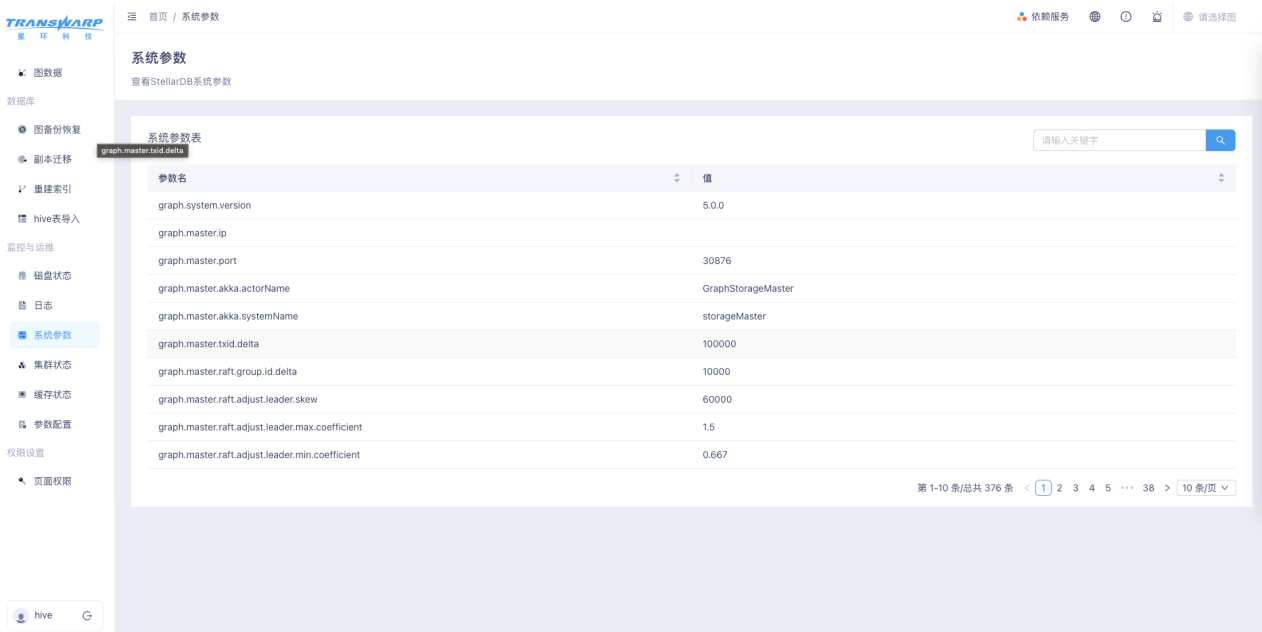 TRANSWARP
星 环 科 技
首页 / 系统参数
依赖服务
请选择图
系统参数
查看StellarDB系统参数
图数据
数据库
图备份恢复
副本迁移
重建索引
hive表导入
监控与运维
磁盘状态
日志
系统参数
集群状态
缓存状态
参数配置
权限设置
页面权限
hive
系统参数表
请输入关键字
graph.master.txid.delta
参数名 值
graph.system.version 5.0.0
graph.master.ip
graph.master.port 30876
graph.master.akka.actorName GraphStorageMaster
graph.master.akka.systemName storageMaster
graph.master.txid.delta 100000
graph.master.raft.group.id.delta 10000
graph.master.raft.adjust.leader.skew 60000
graph.master.raft.adjust.leader.max.coefficient 1.5
graph.master.raft.adjust.leader.min.coefficient 0.667
第 1-10 条/总共 376 条 < 1 2 3 4 5 ··· 38 > 10 条/页